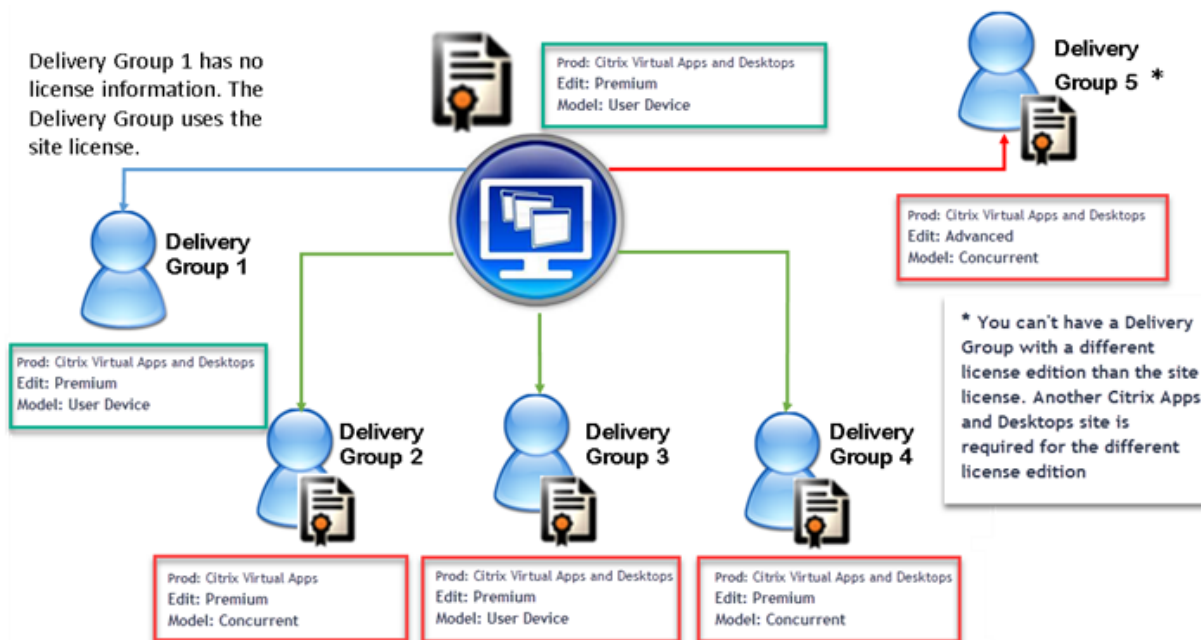 Delivery Group 1 has no
license information. The
Delivery Group uses the
site license.
Prod: Citrix Virtual Apps and Desktops
Edit: Premium
Model: User Device
Delivery
Group 5 *
Prod: Citrix Virtual Apps and Desktops
Edit: Advanced
Model: Concurrent
Delivery
Group 1
Prod: Citrix Virtual Apps and Desktops
Edit: Premium
Model: User Device
* You can't have a Delivery
Group with a different
license edition than the site
license. Another Citrix Apps
and Desktops site is
required for the different
license edition
Delivery
Group 2
Prod: Citrix Virtual Apps
Edit: Premium
Model: Concurrent
Delivery
Group 3
Prod: Citrix Virtual Apps and Desktops
Edit: Premium
Model: User Device
Delivery
Group 4
Prod: Citrix Virtual Apps and Desktops
Edit: Premium
Model: Concurrent